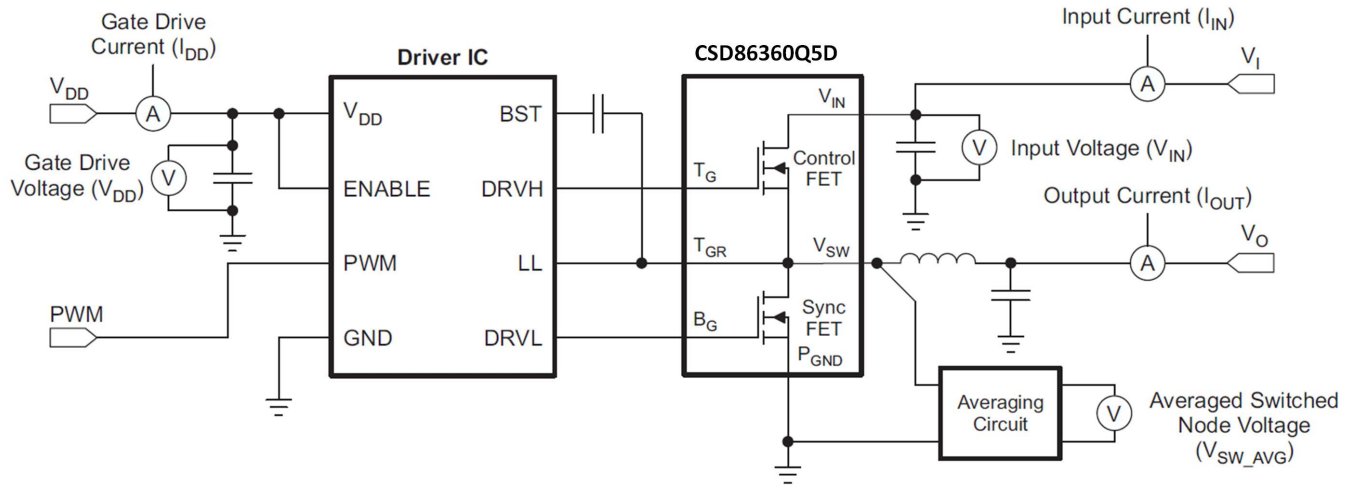 Gate Drive
Current (IDD)
VDD
A
Gate Drive
Voltage (VDD)
V
PWM
Driver IC
VDD
ENABLE
PWM
GND
BST
DRVH
LL
DRVL
CSD86360Q5D
VIN
Control
FET
TG
TGR
VSW
BG
Sync
FET
PGND
Input Current (IIN)
A
VI
V
Input Voltage (VIN)
Output Current (IOUT)
A
VO
Averaging
Circuit
V
Averaged Switched
Node Voltage
(VSW_AVG)